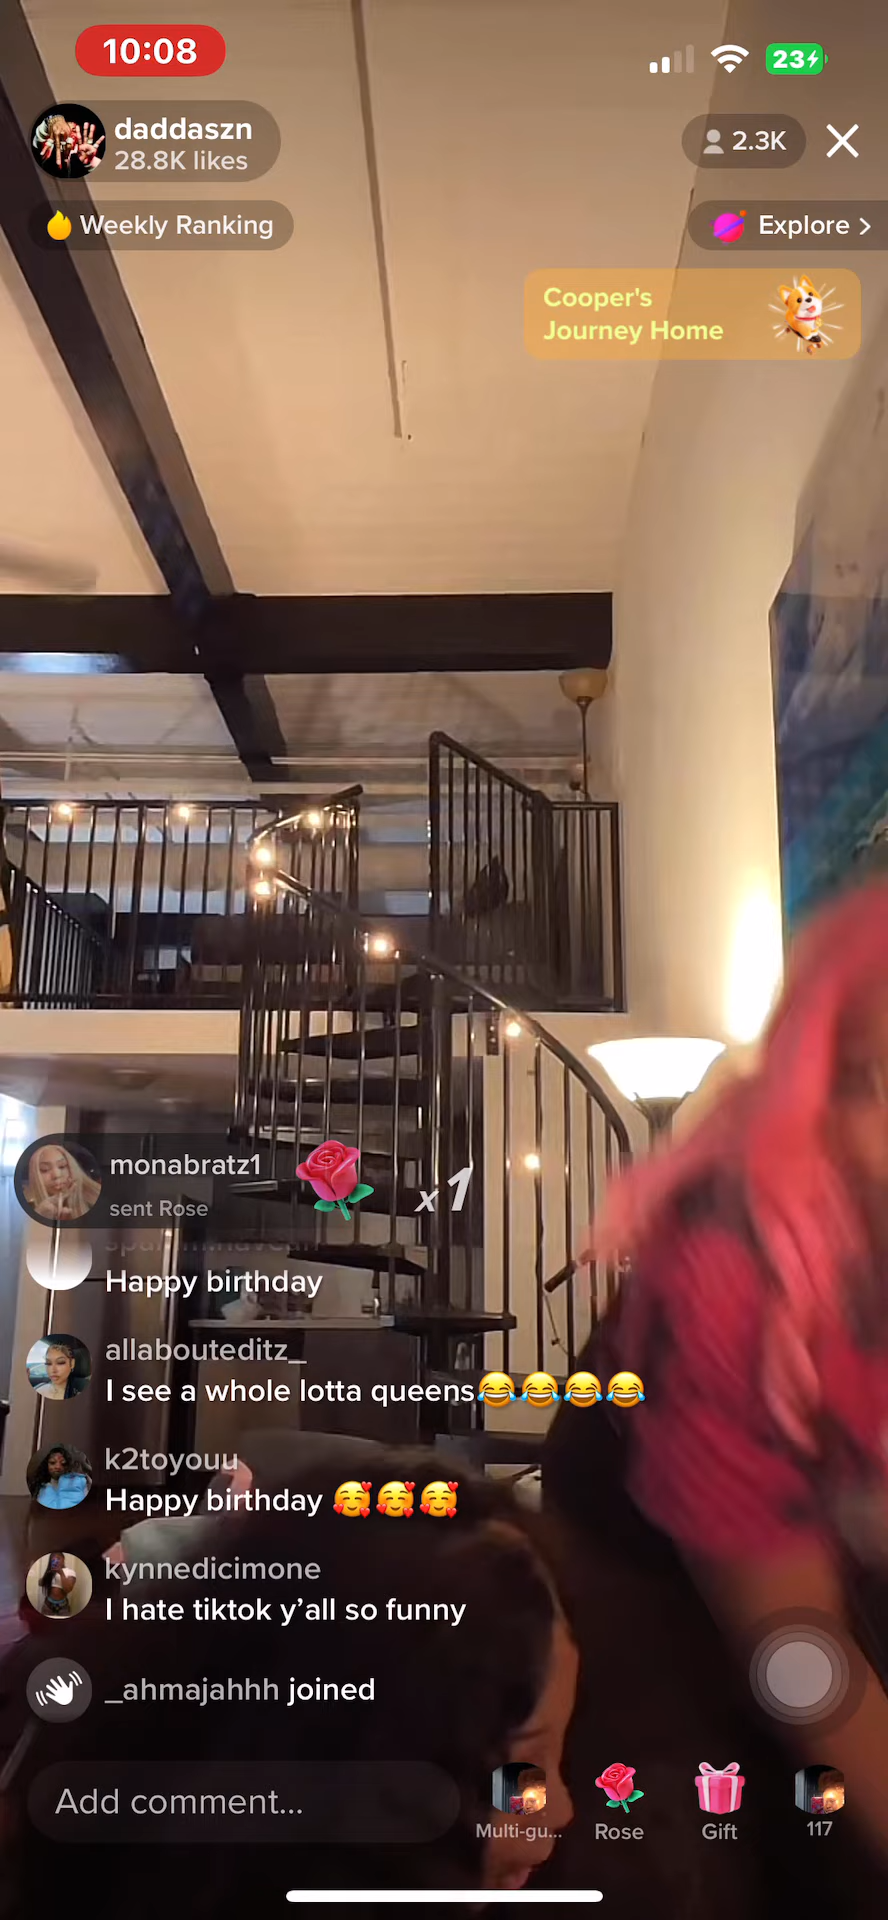 10:08
23
daddaszn
28.8K likes
2.3K
Weekly Ranking
Explore >
Cooper's
Journey Home
monabratz1
sent Rose
x1
Happy birthday
allabouteditz_
I see a whole lotta queens😂😂😂😂
k2toyouu
Happy birthday 🥰🥰🥰
kynnedicimone
I hate tiktok y'all so funny
_ahmajahhh joined
Add comment...
Multi-gu...
Rose
Gift
117